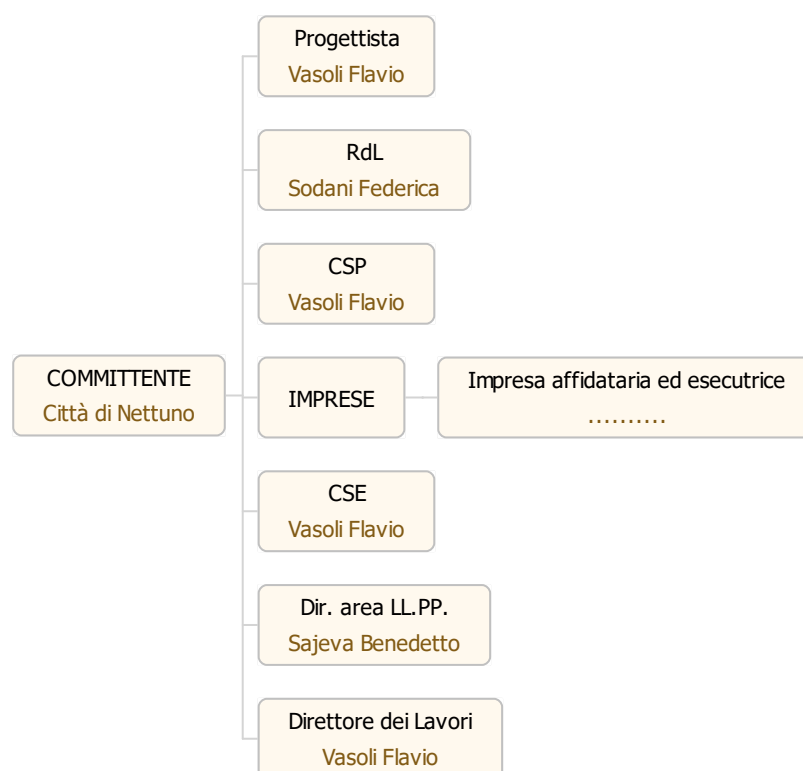 Progettista
Vasoli Flavio
RdL
Sodani Federica
CSP
Vasoli Flavio
COMMITTENTE
Città di Nettuno
IMPRESE
Impresa affidataria ed esecutrice
..........
CSE
Vasoli Flavio
Dir. area LL.PP.
Sajeva Benedetto
Direttore dei Lavori
Vasoli Flavio